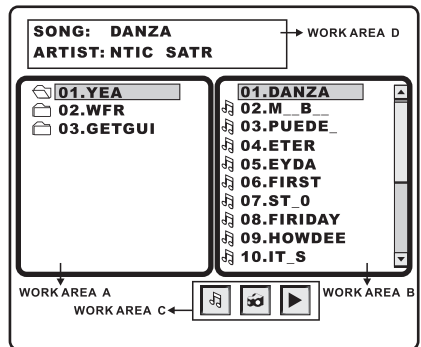 SONG: DANZA
ARTIST: NTIC SATR
WORK AREA D
01.YEA
02.WFR
03.GETGUI
01.DANZA
02.M__B__
03.PUEDE_
04.ETER
05.EYDA
06.FIRST
07.ST_0
08.FIRIDAY
09.HOWDEE
10.IT_S
WORK AREA A
WORK AREA B
WORK AREA C